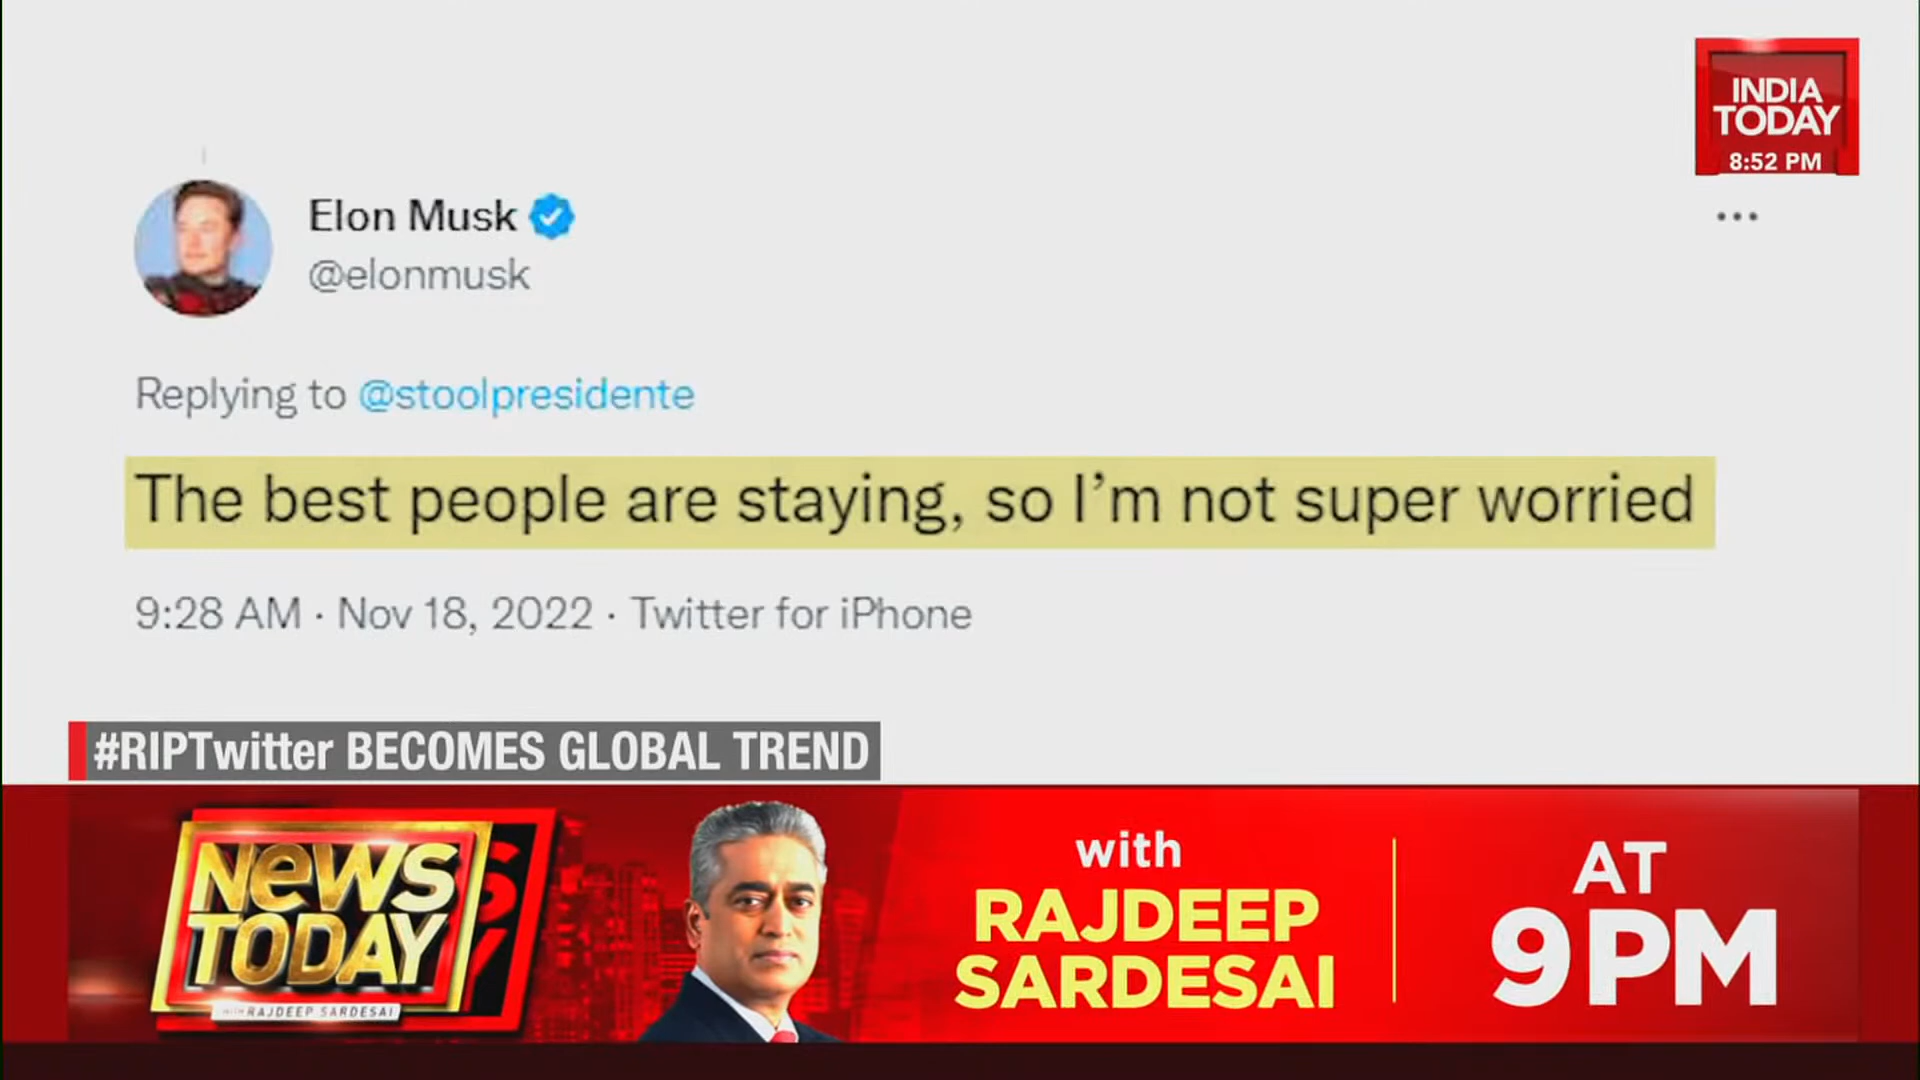 INDIA
TODAY
8:52 PM
Elon Musk
@elonmusk
Replying to @stoolpresidente
The best people are staying, so I'm not super worried
9:28 AM · Nov 18, 2022 · Twitter for iPhone
#RIPTwitter BECOMES GLOBAL TREND
NeWS
TODAY
WITH RAJDEEP SARDESAI
with
RAJDEEP
SARDESAI
AT
9PM